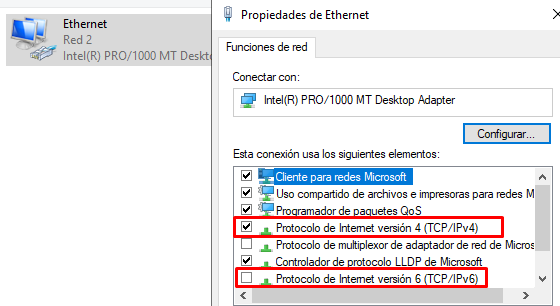 Ethernet
Red 2
Intel(R) PRO/1000 MT Desktop
Propiedades de Ethernet
Funciones de red
Conectar con:
Intel(R) PRO/1000 MT Desktop Adapter
Configurar...
Esta conexión usa los siguientes elementos:
Cliente para redes Microsoft
Uso compartido de archivos e impresoras para redes M
Programador de paquetes QoS
Protocolo de Internet versión 4 (TCP/IPv4)
Protocolo de multiplexor de adaptador de red de Micros
Controlador de protocolo LLDP de Microsoft
Protocolo de Internet versión 6 (TCP/IPv6)